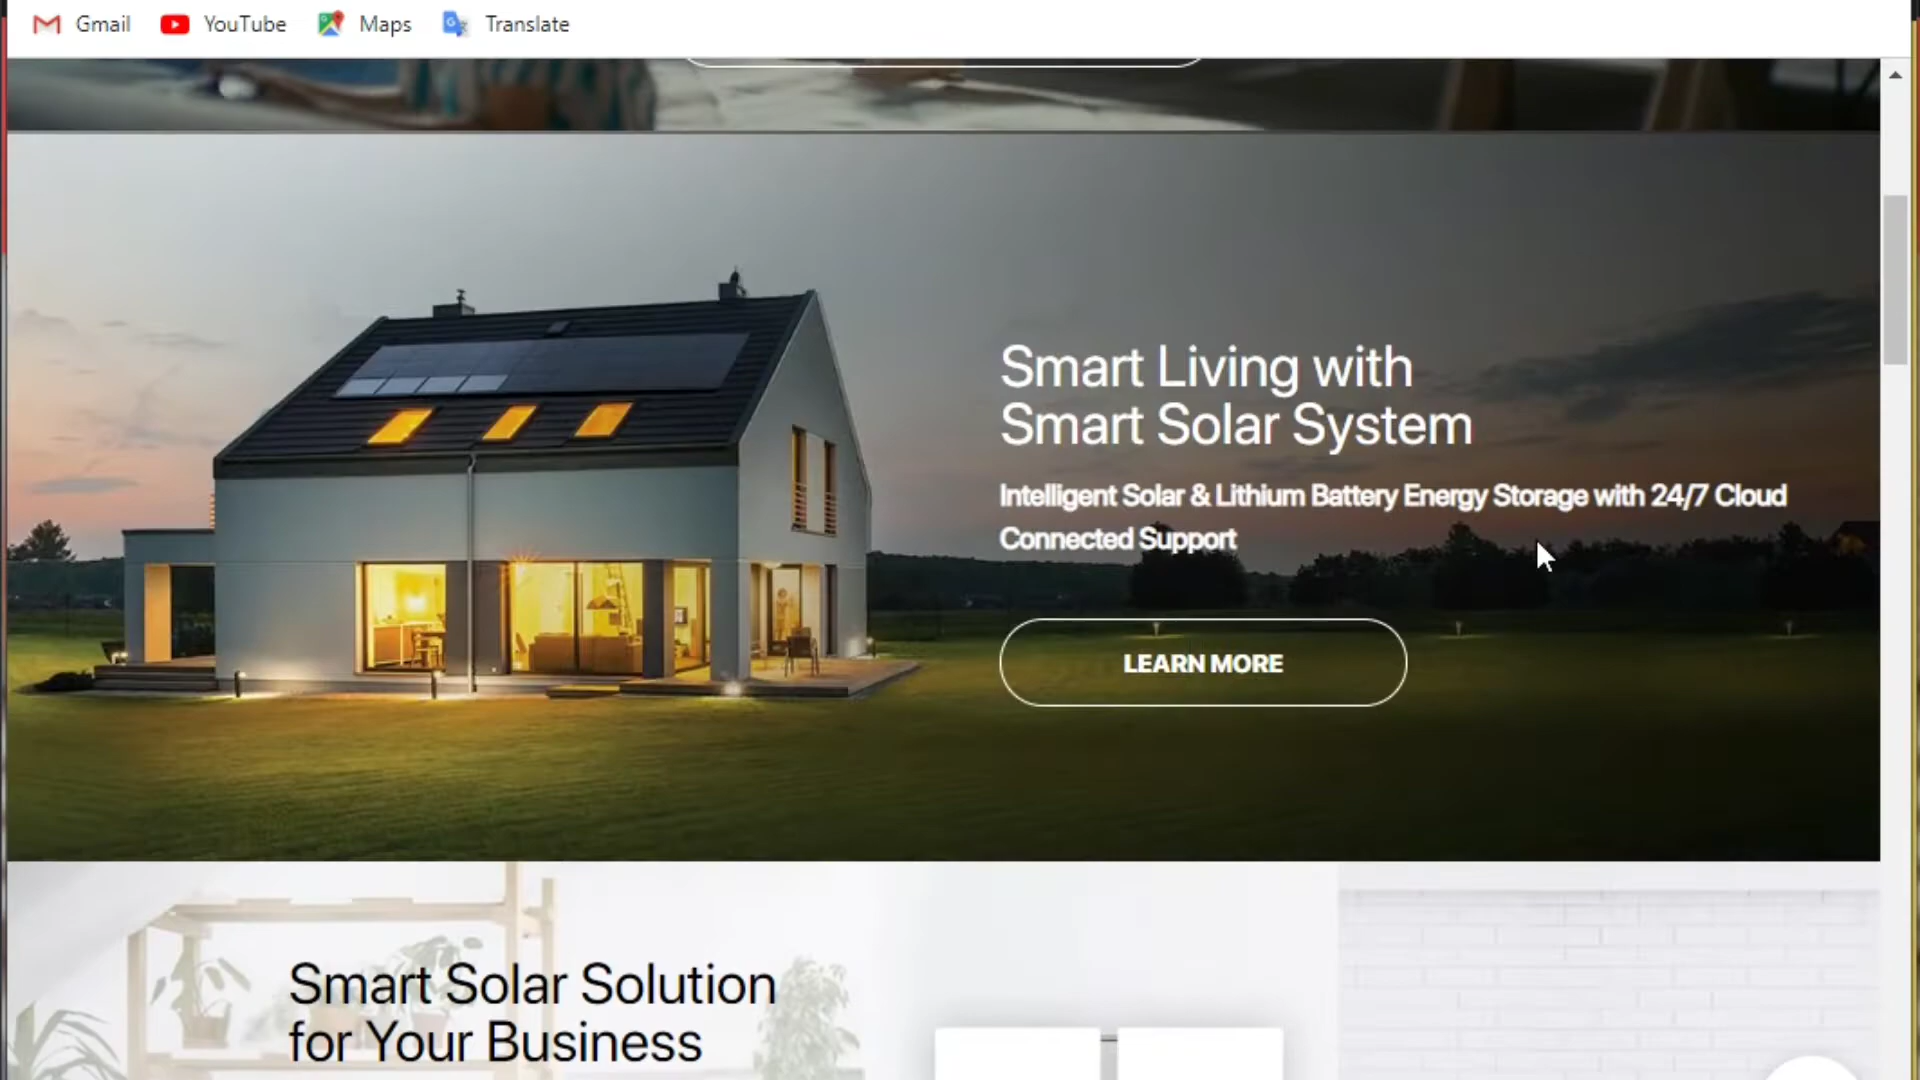 Gmail YouTube Maps Translate
Smart Living with
Smart Solar System
Intelligent Solar & Lithium Battery Energy Storage with 24/7 Cloud
Connected Support
LEARN MORE
Smart Solar Solution
for Your Business